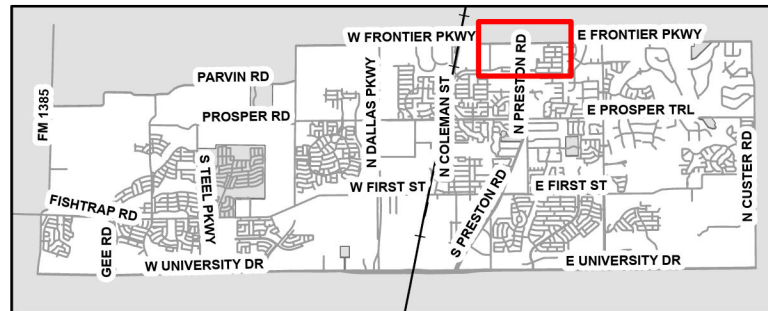 W FRONTIER PKWY
E FRONTIER PKWY
PARVIN RD
FM 1385
PROSPER RD
N DALLAS PKWY
N COLEMAN ST
N PRESTON RD
E PROSPER TRL
S TEEL PKWY
W FIRST ST
E FIRST ST
S PRESTON RD
N CUSTER RD
FISHTRAP RD
GEE RD
W UNIVERSITY DR
E UNIVERSITY DR